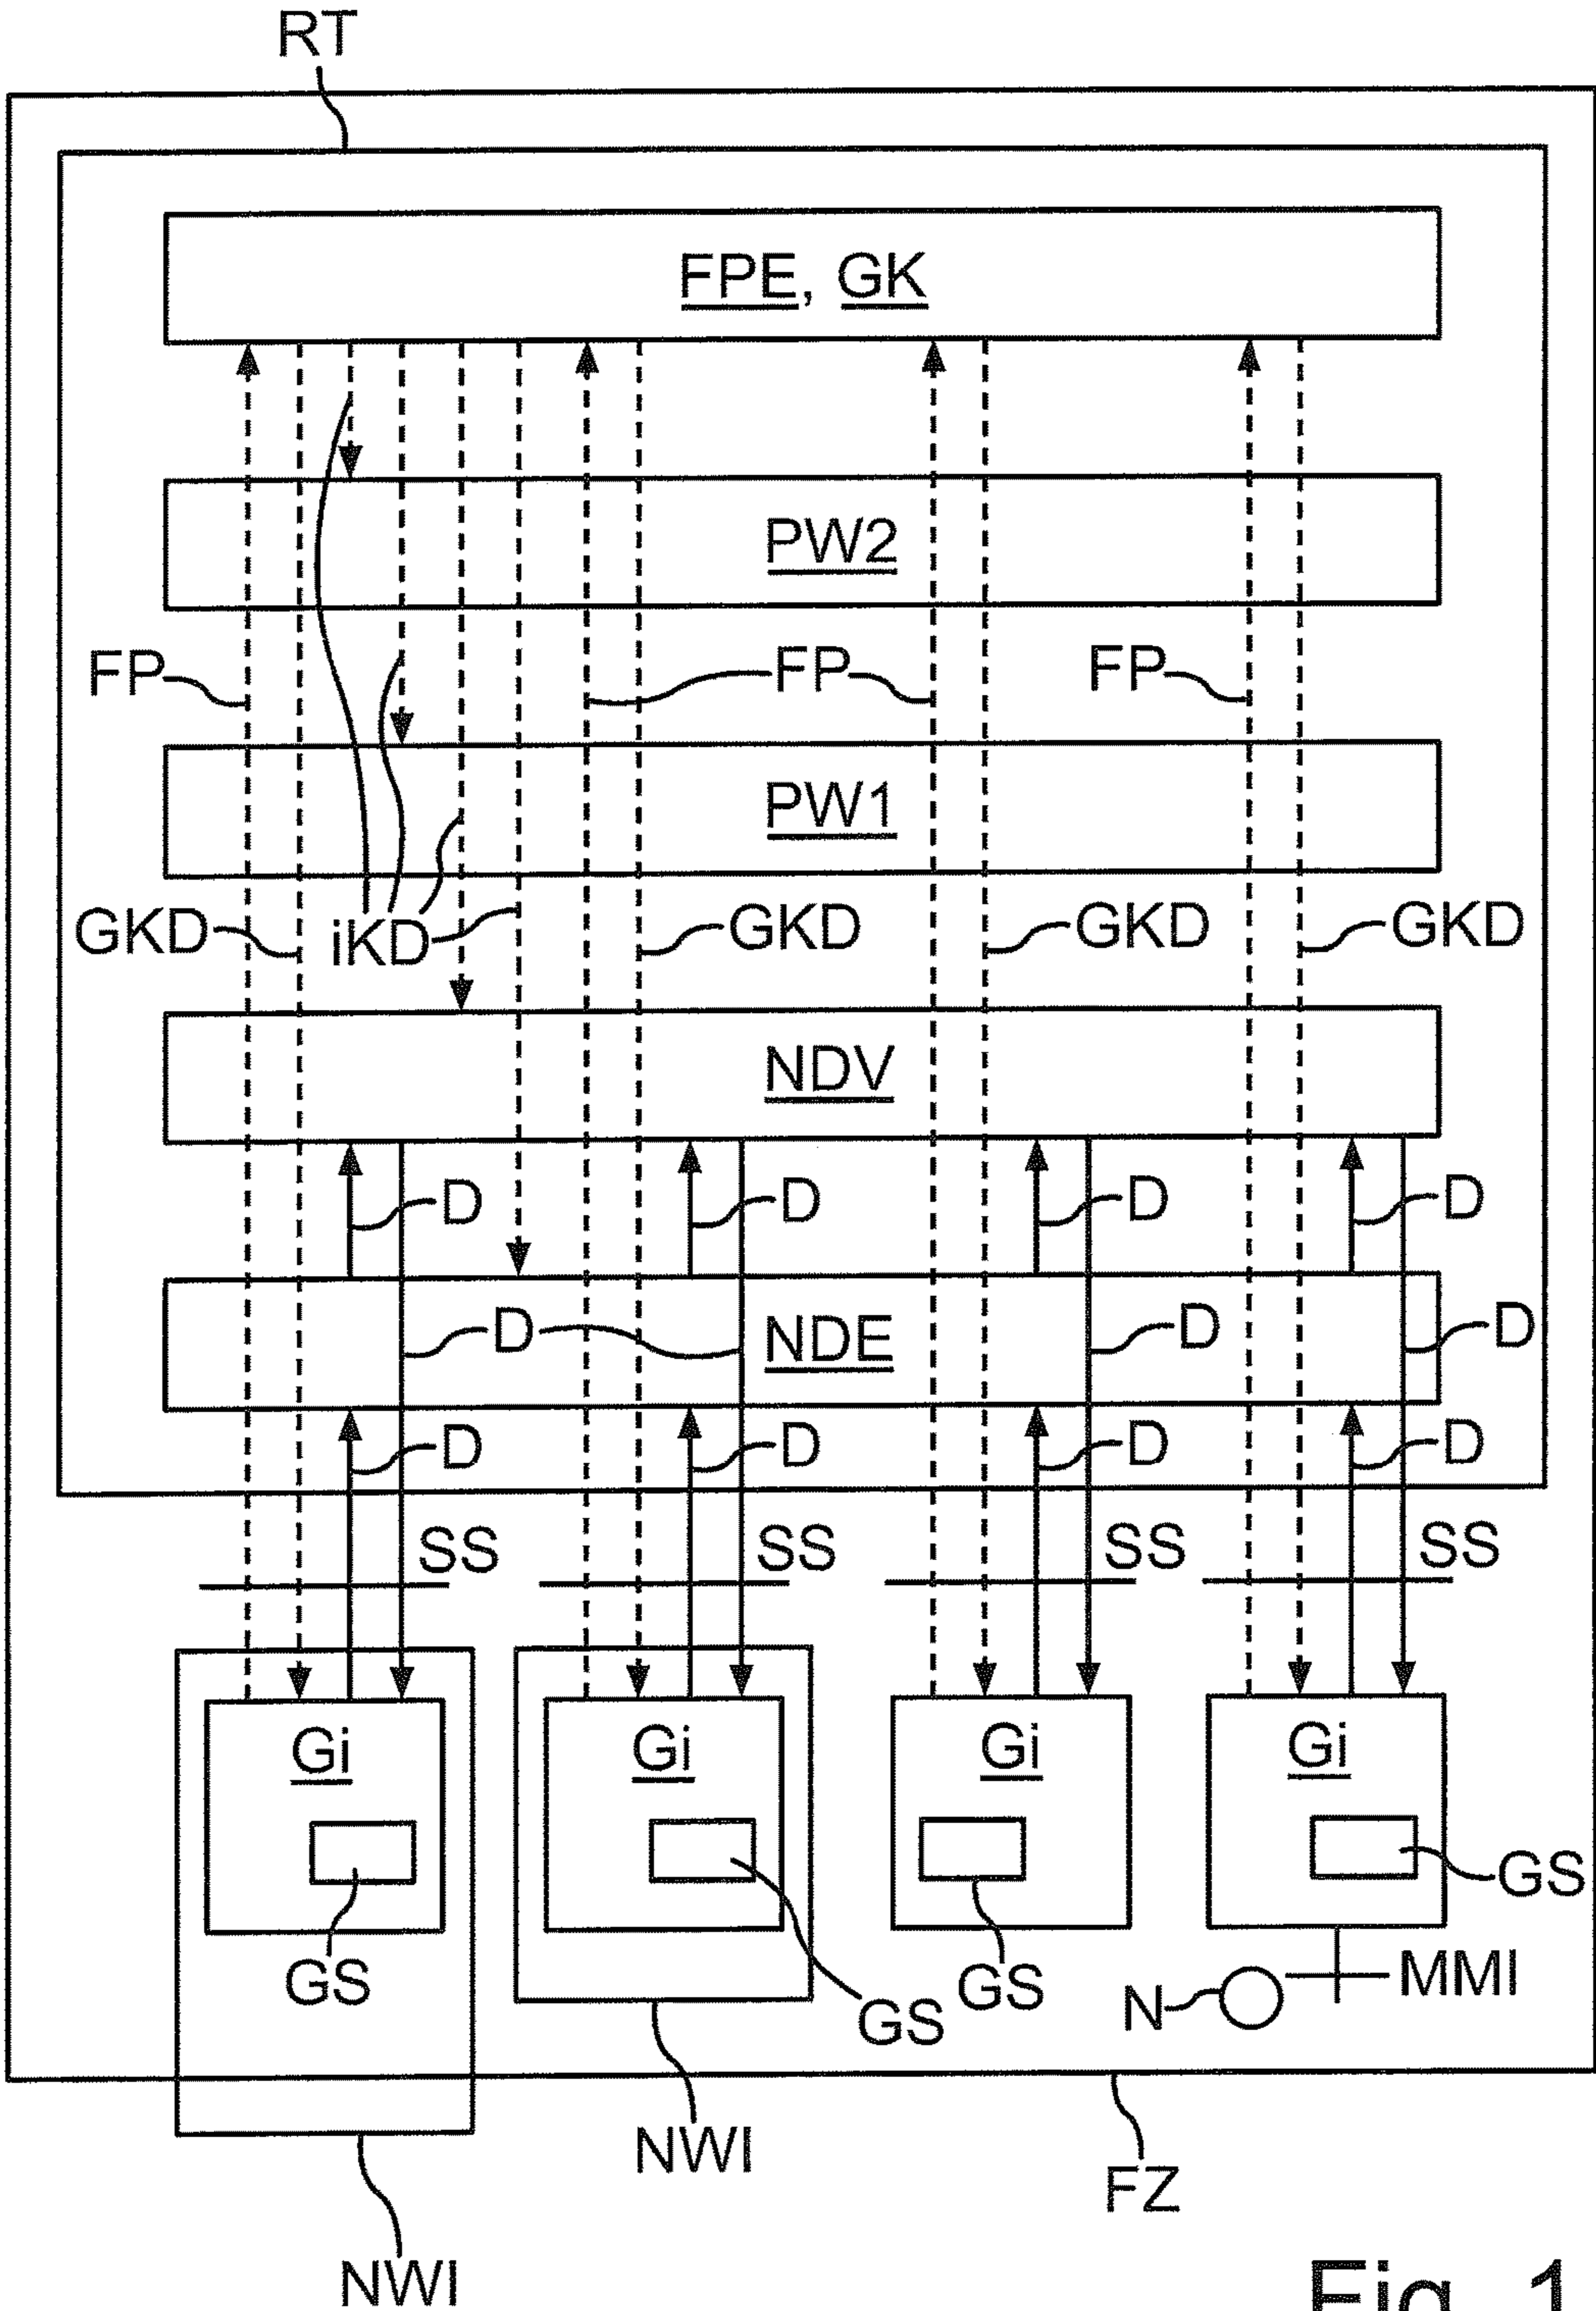 RT
FPE, GK
PW2
FP FP FP
PW1
GKD iKD GKD GKD GKD
NDV
D D D D
D NDE D D
D D D D
SS SS SS SS
Gi Gi Gi Gi
GS GS GS GS
N MMI
NWI FZ
NWI
Fig. 1